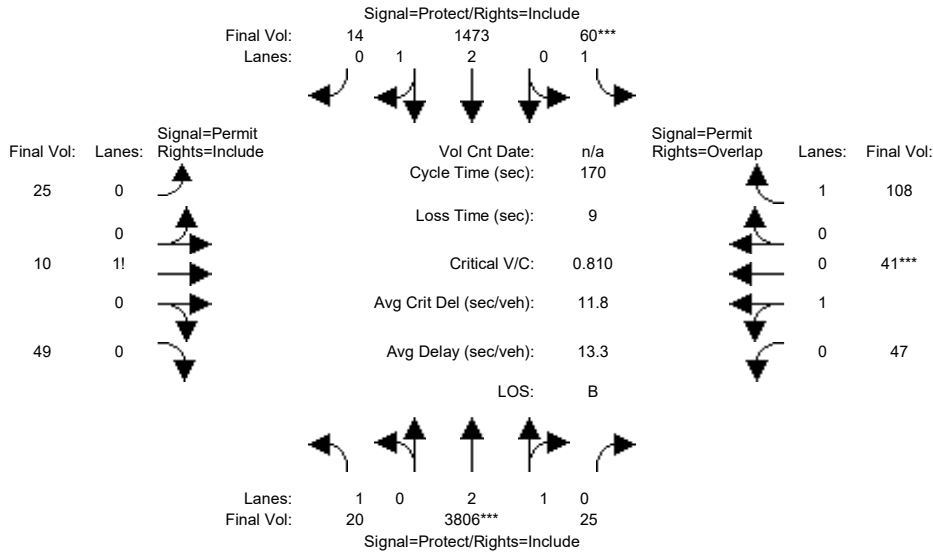 Signal=Protect/Rights=Include
Final Vol: 14 1473 60***
Lanes: 0 1 2 0 1
Signal=Permit Signal=Permit
Final Vol: Lanes: Rights=Include Vol Cnt Date: n/a Rights=Overlap Lanes: Final Vol:
Cycle Time (sec): 170
25 0 1 108
Loss Time (sec): 9
0 0
10 1! Critical V/C: 0.810 0 41***
0 Avg Crit Del (sec/veh): 11.8 1
49 0 Avg Delay (sec/veh): 13.3 0 47
LOS: B
Lanes: 1 0 2 1 0
Final Vol: 20 3806*** 25
Signal=Protect/Rights=Include